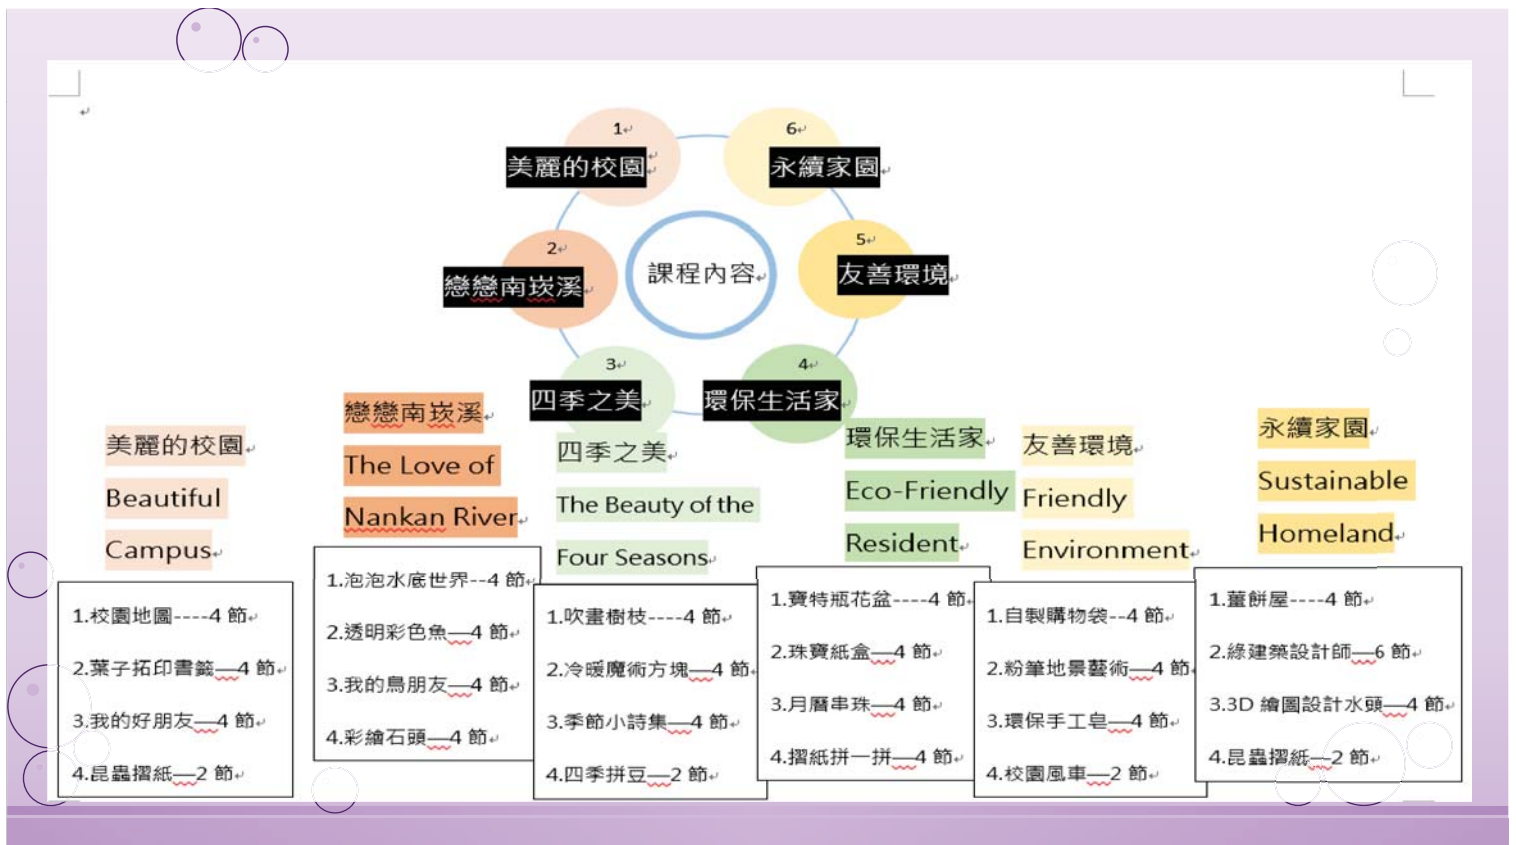 1
美麗的校園
6
永續家園
2
戀戀南崁溪
課程內容
5
友善環境
3
四季之美
4
環保生活家
美麗的校園
Beautiful
Campus
1.校園地圖----4 節
2.葉子拓印書籤—4 節
3.我的好朋友—4 節
4.昆蟲摺紙—2 節
戀戀南崁溪
The Love of
Nankan River
1.泡泡水底世界--4 節
2.透明彩色魚—4 節
3.我的鳥朋友—4 節
4.彩繪石頭—4 節
四季之美
The Beauty of the
Four Seasons
1.吹畫樹枝----4 節
2.冷暖魔術方塊—4 節
3.季節小詩集—4 節
4.四季拼豆—2 節
環保生活家
Eco-Friendly
Resident
1.寶特瓶花盆----4 節
2.珠寶紙盒—4 節
3.月曆串珠—4 節
4.摺紙拼一拼—4 節
友善環境
Friendly
Environment
1.自製購物袋--4 節
2.粉筆地景藝術—4 節
3.環保手工皂—4 節
4.校園風車—2 節
永續家園
Sustainable
Homeland
1.薑餅屋----4 節
2.綠建築設計師—6 節
3.3D 繪圖設計水頭—4 節
4.昆蟲摺紙—2 節